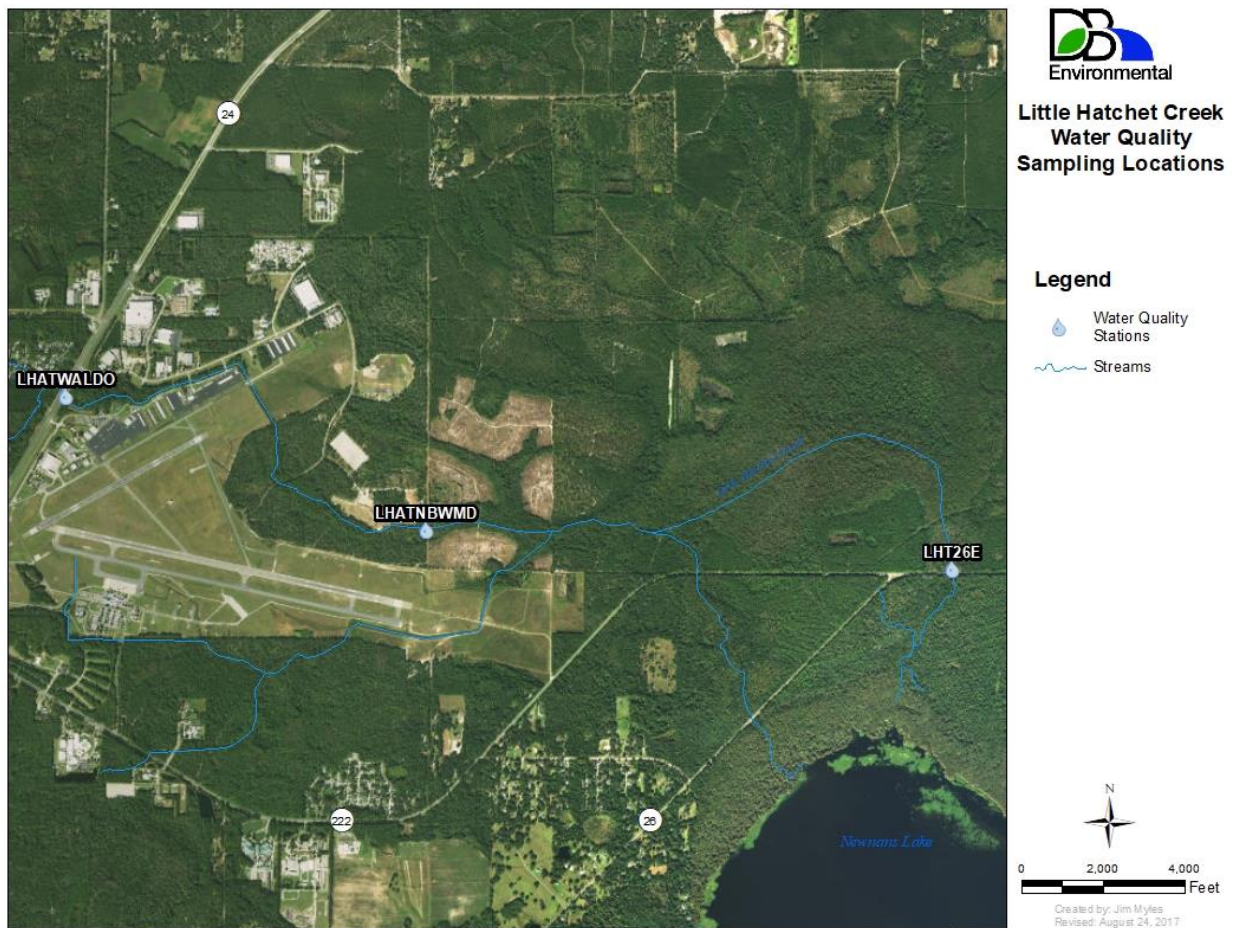 DB
Environmental
Little Hatchet Creek
Water Quality
Sampling Locations
Legend
Water Quality
Stations
Streams
24
LHATWALDO
LHATNBWMD
LHT26E
222
26
Newnans Lake
N
0 2,000 4,000
Feet
Created by: Jim Myles
Revised: August 24, 2017